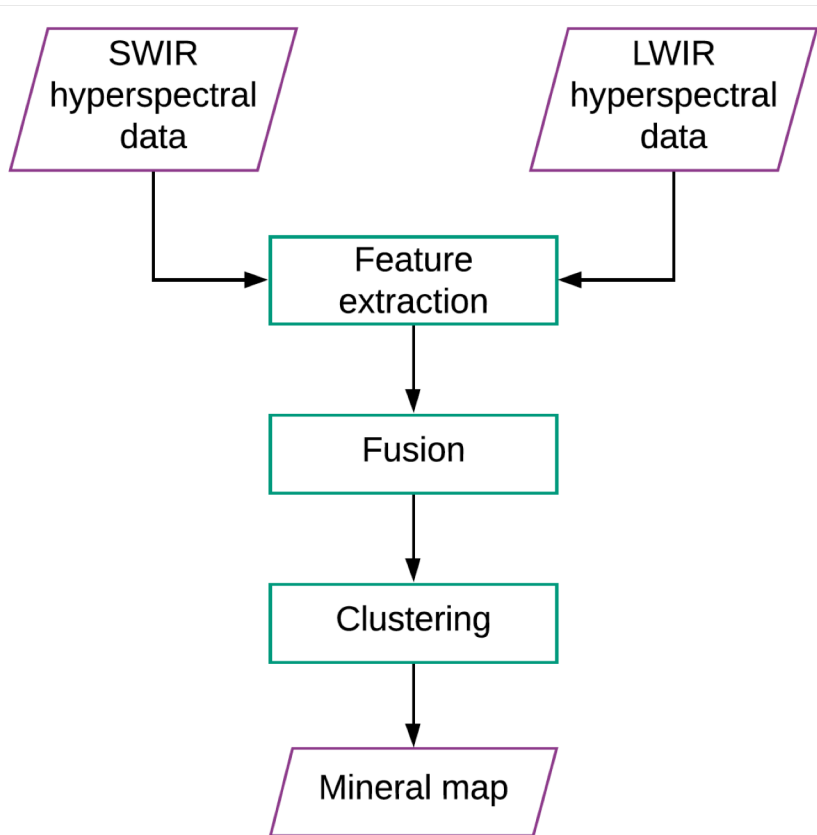 SWIR
hyperspectral
data
LWIR
hyperspectral
data
Feature
extraction
Fusion
Clustering
Mineral map